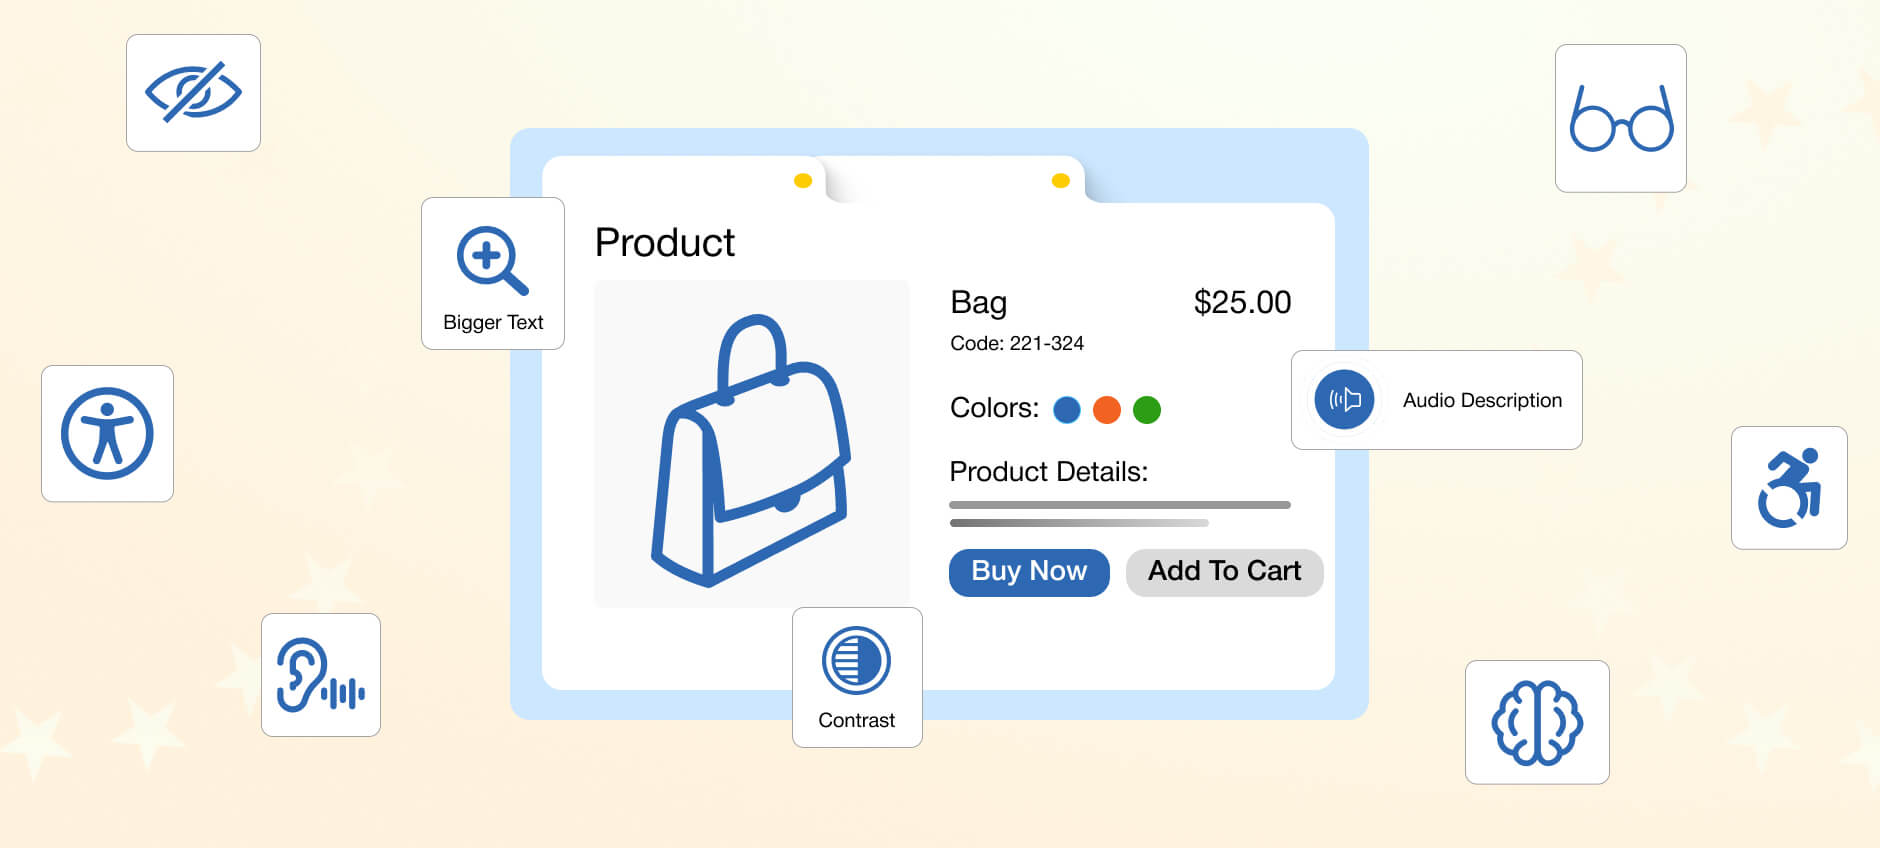 Product
Bigger Text
Bag
$25.00
Code: 221-324
Colors:
Audio Description
Product Details:
Buy Now
Add To Cart
Contrast